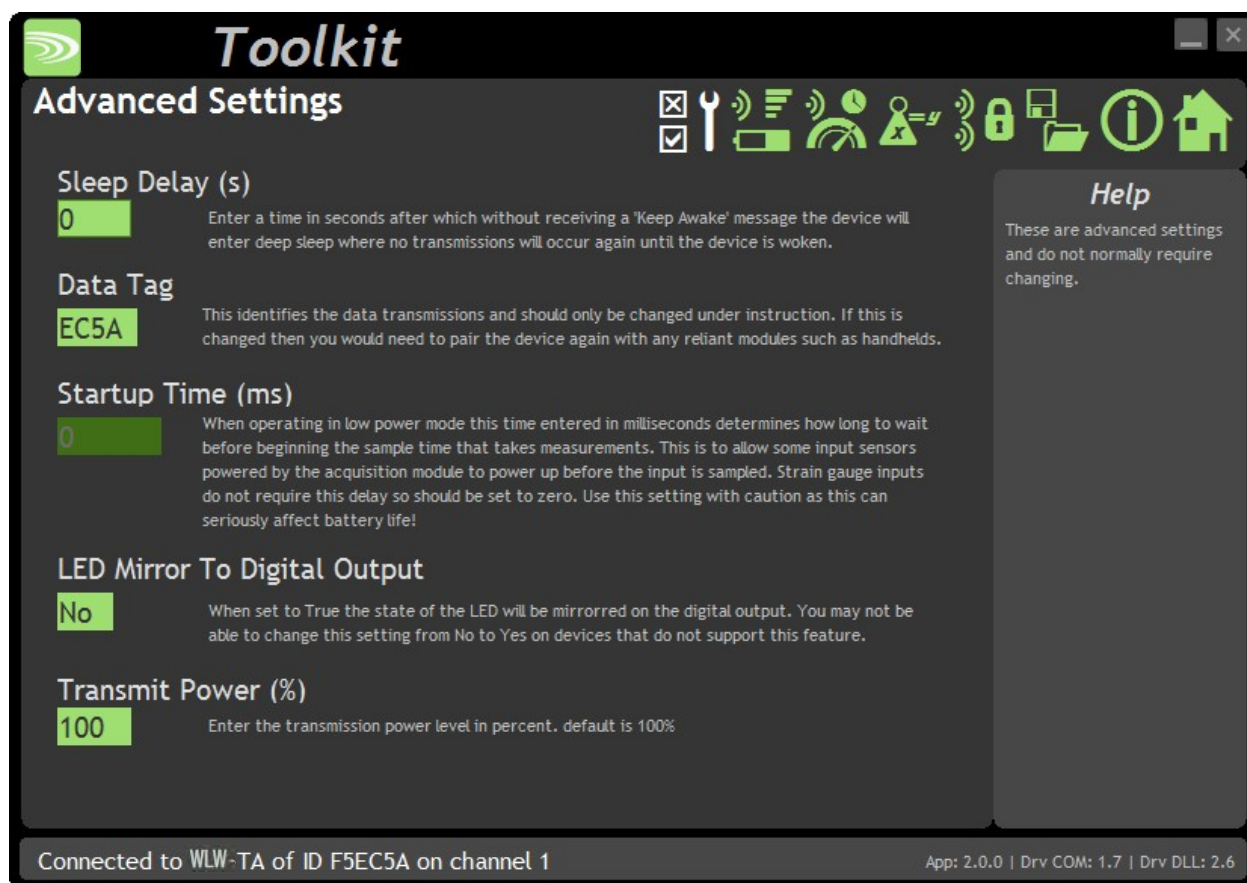 Toolkit
Advanced Settings
x =y
Sleep Delay (s)
0
Enter a time in seconds after which without receiving a 'Keep Awake' message the device will
enter deep sleep where no transmissions will occur again until the device is woken.
Data Tag
EC5A
This identifies the data transmissions and should only be changed under instruction. If this is
changed then you would need to pair the device again with any reliant modules such as handhelds.
Startup Time (ms)
0
When operating in low power mode this time entered in milliseconds determines how long to wait
before beginning the sample time that takes measurements. This is to allow some input sensors
powered by the acquisition module to power up before the input is sampled. Strain gauge inputs
do not require this delay so should be set to zero. Use this setting with caution as this can
seriously affect battery life!
LED Mirror To Digital Output
No
When set to True the state of the LED will be mirrorred on the digital output. You may not be
able to change this setting from No to Yes on devices that do not support this feature.
Transmit Power (%)
100
Enter the transmission power level in percent. default is 100%
Help
These are advanced settings
and do not normally require
changing.
Connected to WLW-TA of ID F5EC5A on channel 1
App: 2.0.0 | Drv COM: 1.7 | Drv DLL: 2.6